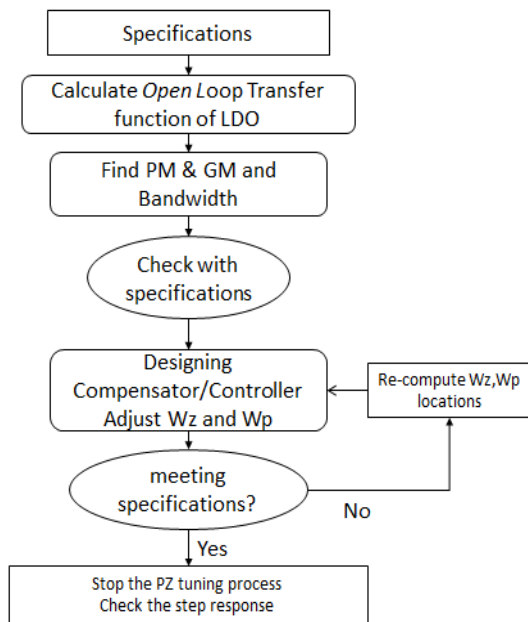 Specifications
Calculate Open Loop Transfer
function of LDO
Find PM & GM and
Bandwidth
Check with
specifications
Designing
Compensator/Controller
Adjust Wz and Wp
Re-compute Wz,Wp
locations
meeting
specifications?
No
Yes
Stop the PZ tuning process
Check the step response